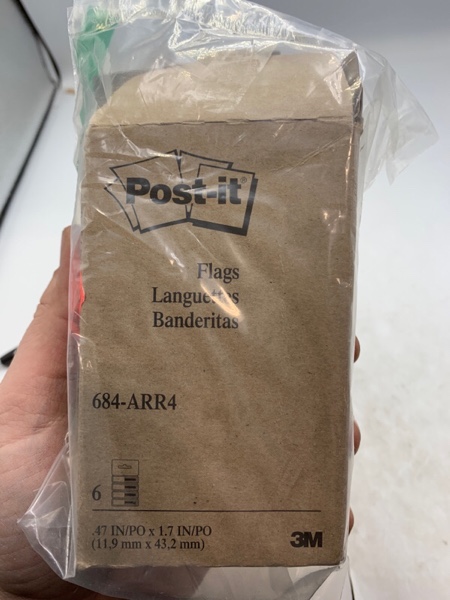 Post-it®
Flags
Languettes
Banderitas
684-ARR4
6
.47 IN/PO x 1.7 IN/PO
(11,9 mm x 43,2 mm)
3M